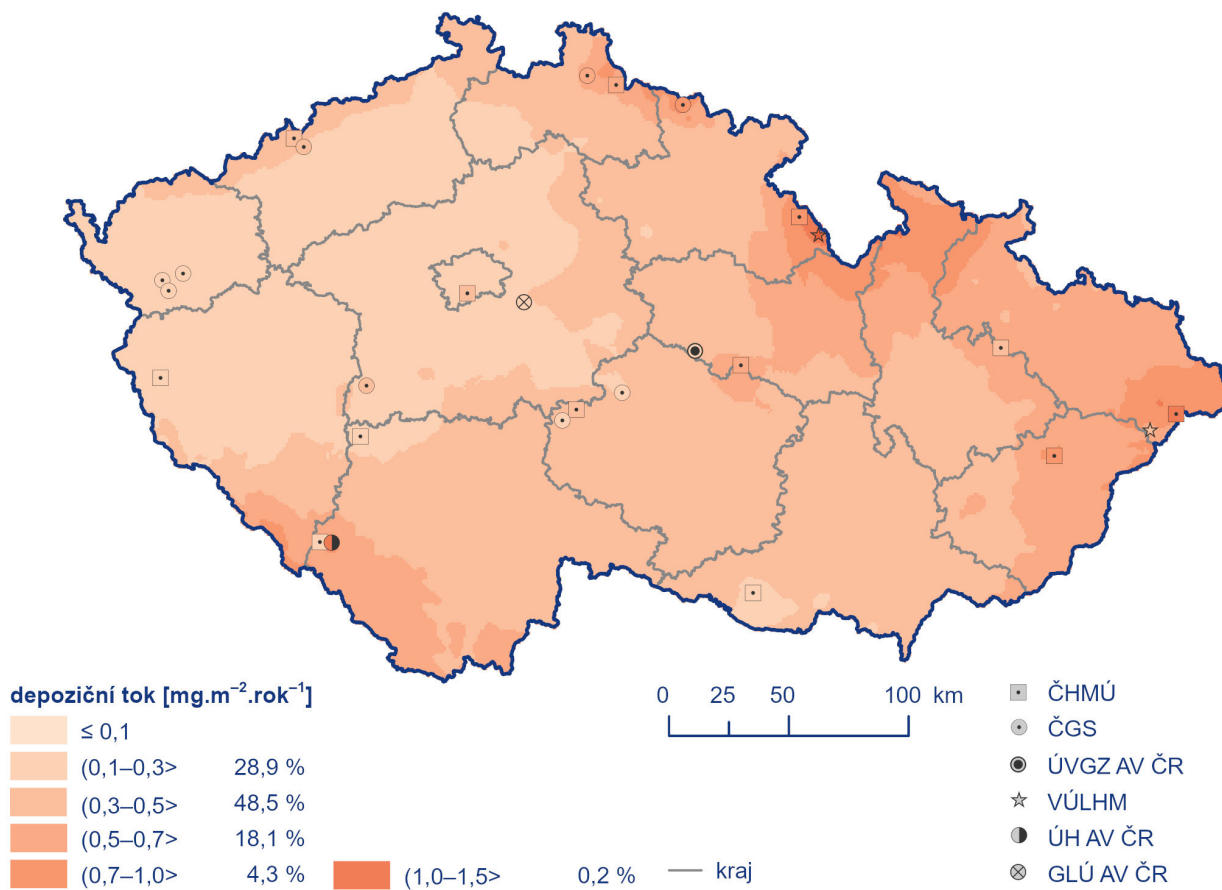 depoziční tok [mg.m⁻².rok⁻¹]
≤ 0,1
(0,1–0,3> 28,9 %
(0,3–0,5> 48,5 %
(0,5–0,7> 18,1 %
(0,7–1,0> 4,3 %
(1,0–1,5> 0,2 %
kraj
0 25 50 100 km
ČHMÚ
ČGS
ÚVGZ AV ČR
VÚLHM
ÚH AV ČR
GLÚ AV ČR